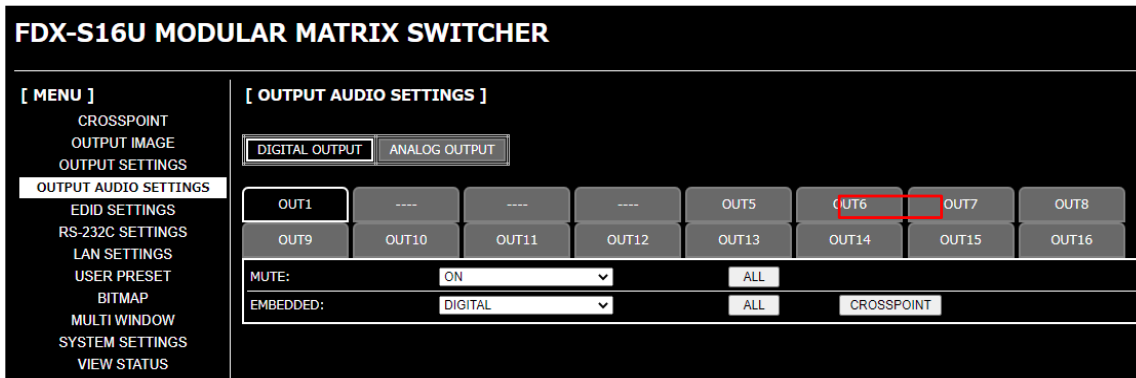 FDX-S16U MODULAR MATRIX SWITCHER
[ MENU ]
CROSSPOINT
OUTPUT IMAGE
OUTPUT SETTINGS
OUTPUT AUDIO SETTINGS
EDID SETTINGS
RS-232C SETTINGS
LAN SETTINGS
USER PRESET
BITMAP
MULTI WINDOW
SYSTEM SETTINGS
VIEW STATUS
[ OUTPUT AUDIO SETTINGS ]
DIGITAL OUTPUT ANALOG OUTPUT
OUT1 ---- ---- ---- OUT5 OUT6 OUT7 OUT8
OUT9 OUT10 OUT11 OUT12 OUT13 OUT14 OUT15 OUT16
MUTE: ON ALL
EMBEDDED: DIGITAL ALL CROSSPOINT